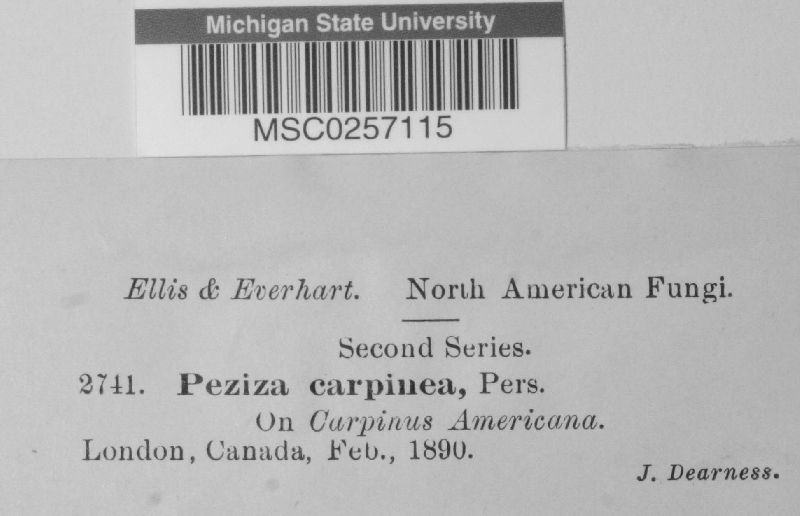 Michigan State University
MSC0257115
Ellis & Everhart. North American Fungi.
Second Series.
2741. Peziza carpinea, Pers.
On Carpinus Americana.
London, Canada, Feb., 1890.
J. Dearness.